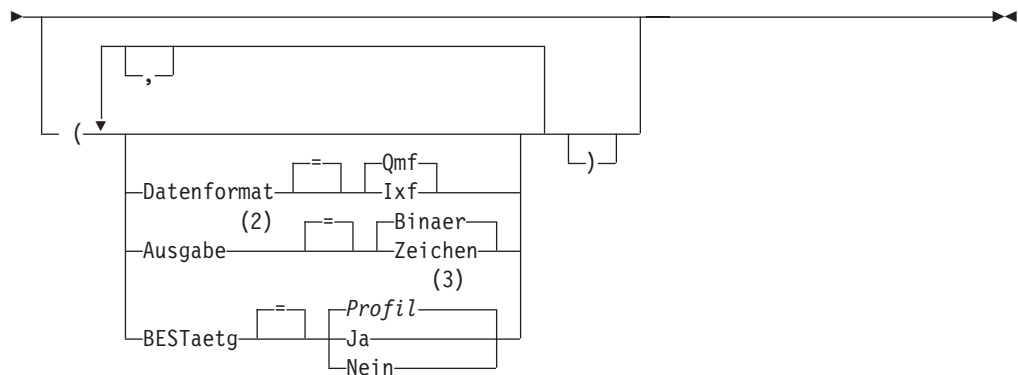 ,
(
)
= Qmf
Datenformat Ixf
(2)
= Binaer
Ausgabe Zeichen
(3)
= Profil
BESTaetg Ja
Nein